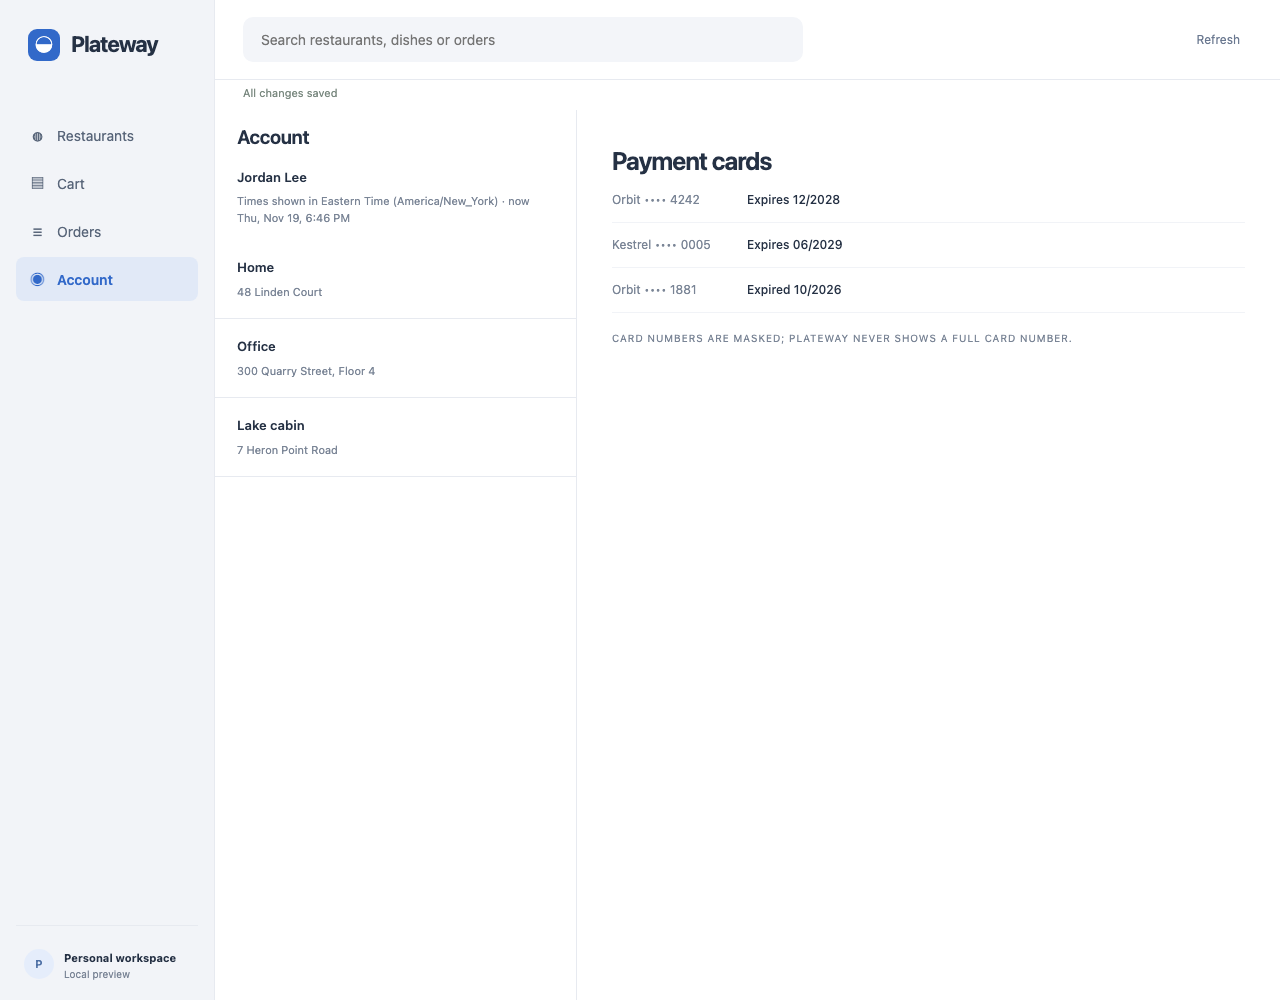 Plateway
Restaurants
Cart
Orders
Account
P
Personal workspace
Local preview
Search restaurants, dishes or orders
Refresh
All changes saved
Account
Jordan Lee
Times shown in Eastern Time (America/New_York) · now
Thu, Nov 19, 6:46 PM
Home
48 Linden Court
Office
300 Quarry Street, Floor 4
Lake cabin
7 Heron Point Road
Payment cards
Orbit •••• 4242 Expires 12/2028
Kestrel •••• 0005 Expires 06/2029
Orbit •••• 1881 Expired 10/2026
CARD NUMBERS ARE MASKED; PLATEWAY NEVER SHOWS A FULL CARD NUMBER.